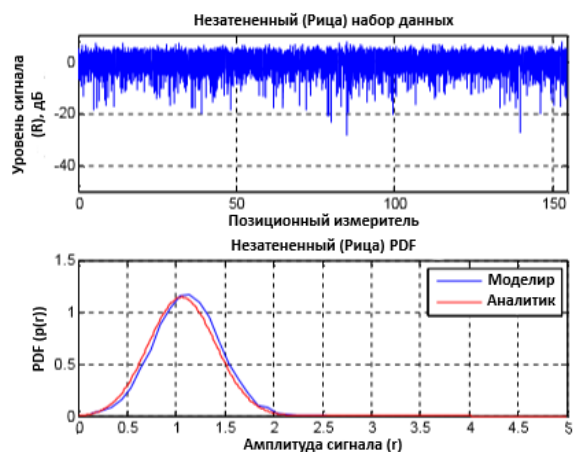 Незатененный (Рица) набор данных
Уровень сигнала
(R), дБ
0
-20
-40
0
50
100
150
Позиционный измеритель
Незатененный (Рица) PDF
PDF (p(r))
1.5
1
0.5
0
Моделир
Аналитик
0
0.5
1
1.5
2
2.5
3
3.5
4
4.5
5
Амплитуда сигнала (r)